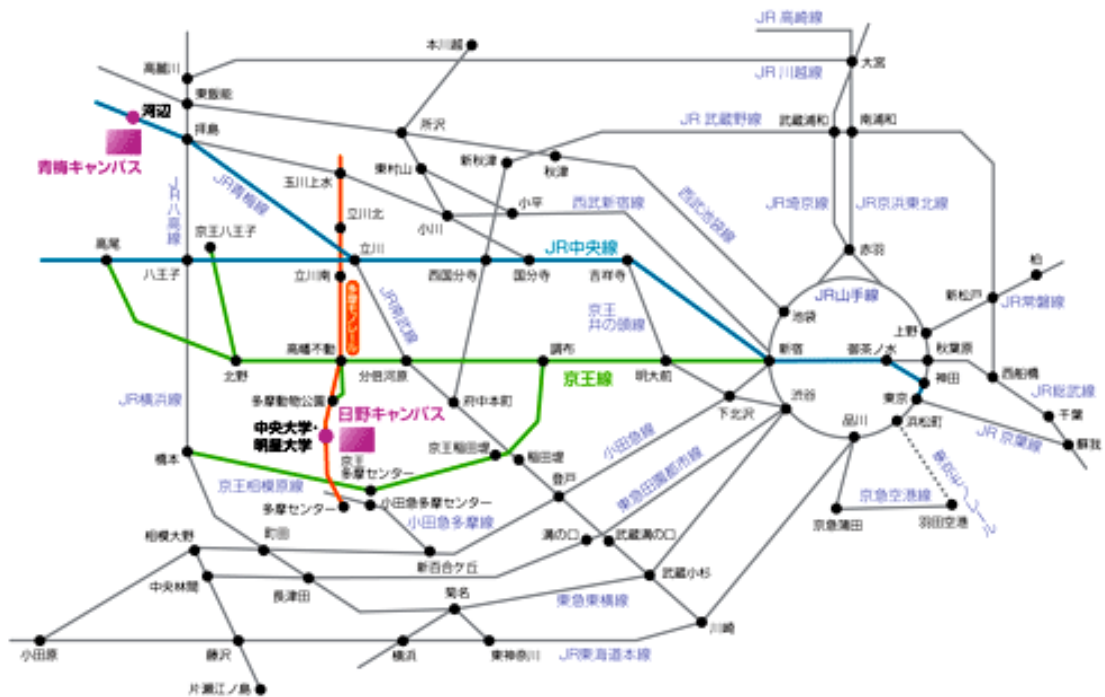 JR 高崎線
本川越
大宮
高麗川
JR 川越線
東飯能
河辺
所沢
JR 武蔵野線
武蔵浦和
南浦和
拝島
青梅キャンパス
東村山
新秋津
秋津
玉川上水
JR青梅線
JR八高線
小平
西武新宿線
西武池袋線
JR埼京線
JR京浜東北線
立川北
小川
京王八王子
高尾
立川
JR中央線
赤羽
八王子
立川南
西国分寺
国分寺
吉祥寺
柏
新松戸
JR常磐線
JR山手線
多摩モノレール
JR南武線
京王
井の頭線
池袋
上野
高幡不動
調布
新宿
御茶ノ水
秋葉原
北野
分倍河原
京王線
明大前
西船橋
神田
JR総武線
JR横浜線
多摩動物公園
日野キャンパス
府中本町
下北沢
渋谷
東京
浜松町
品川
千葉
中央大学・
明星大学
JR 京葉線
蘇我
橋本
京王
多摩センター
京王稲田堤
稲田堤
小田急線
東急田園都市線
京王相模原線
登戸
京急空港線
多摩センター
小田急多摩センター
小田急多摩線
京急蒲田
羽田空港
相模大野
町田
新百合ケ丘
溝の口
武蔵溝の口
中央林間
長津田
菊名
武蔵小杉
東急東横線
川崎
小田原
藤沢
横浜
東神奈川
JR東海道本線
片瀬江ノ島